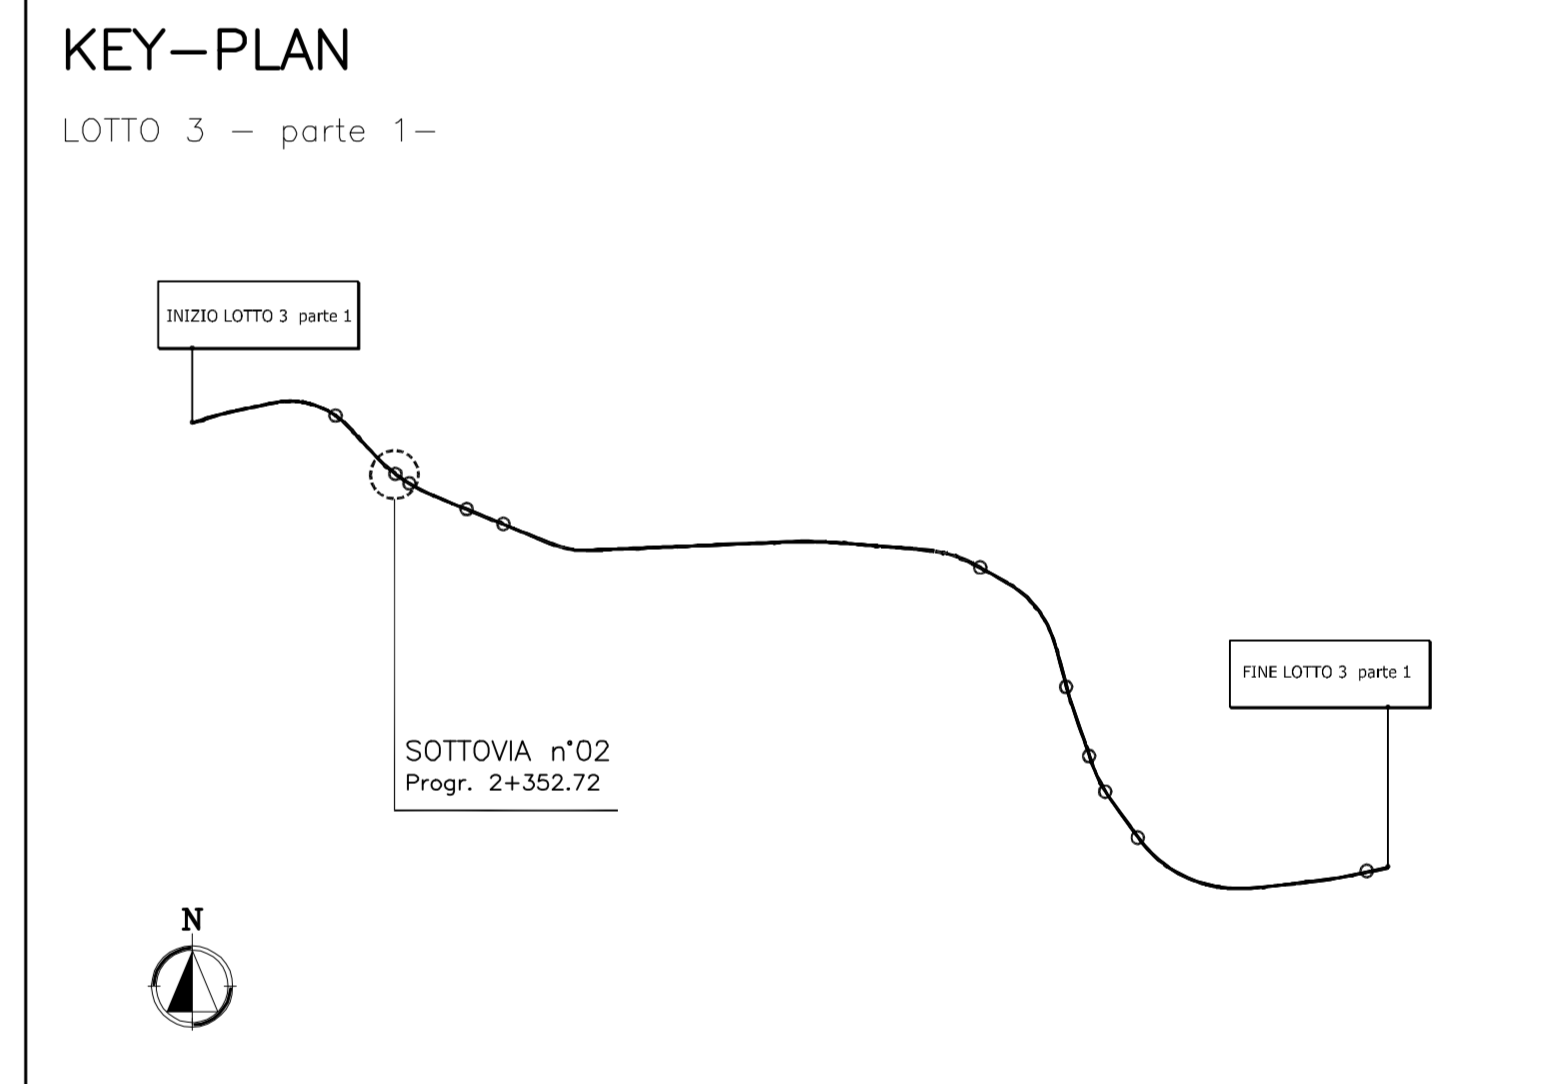 KEY-PLAN
LOTTO 3 - parte 1-
INIZIO LOTTO 3 parte 1
FINE LOTTO 3 parte 1
SOTTOVIA n°02
Progr. 2+352.72
N